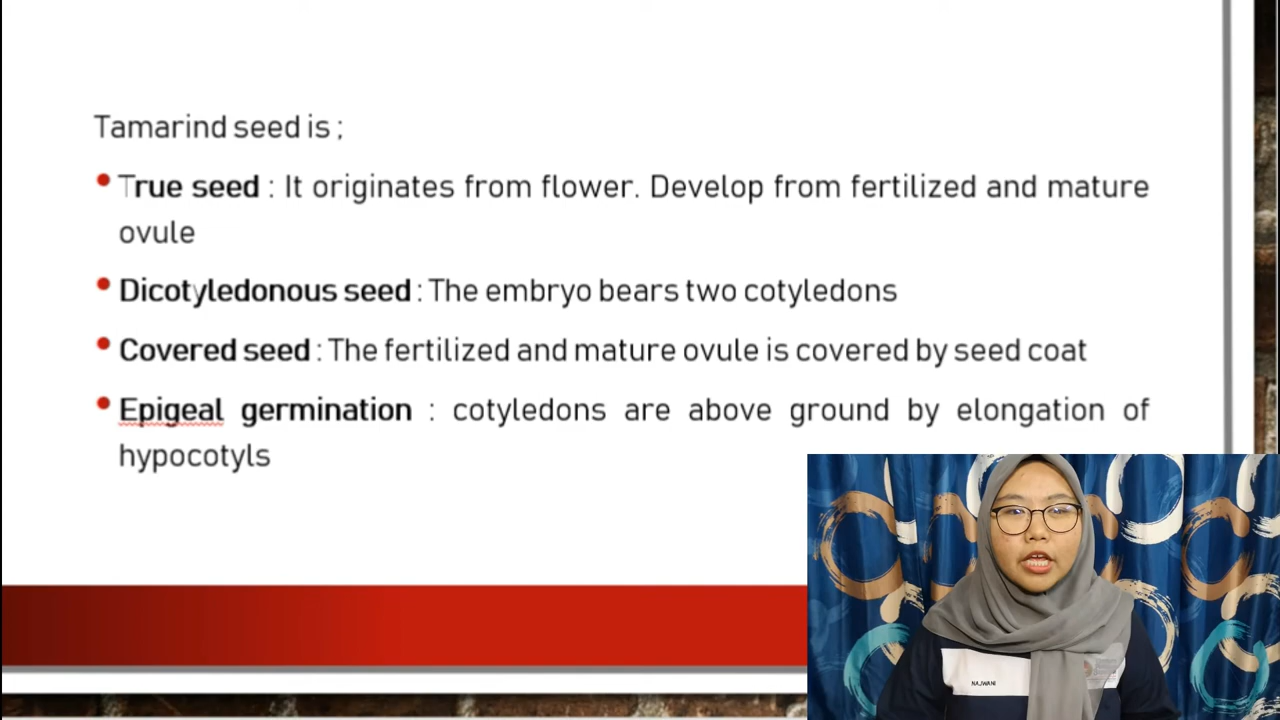 Tamarind seed is ;
• True seed : It originates from flower. Develop from fertilized and mature
ovule
• Dicotyledonous seed : The embryo bears two cotyledons
• Covered seed : The fertilized and mature ovule is covered by seed coat
• Epigeal germination : cotyledons are above ground by elongation of
hypocotyls
NAJWANI